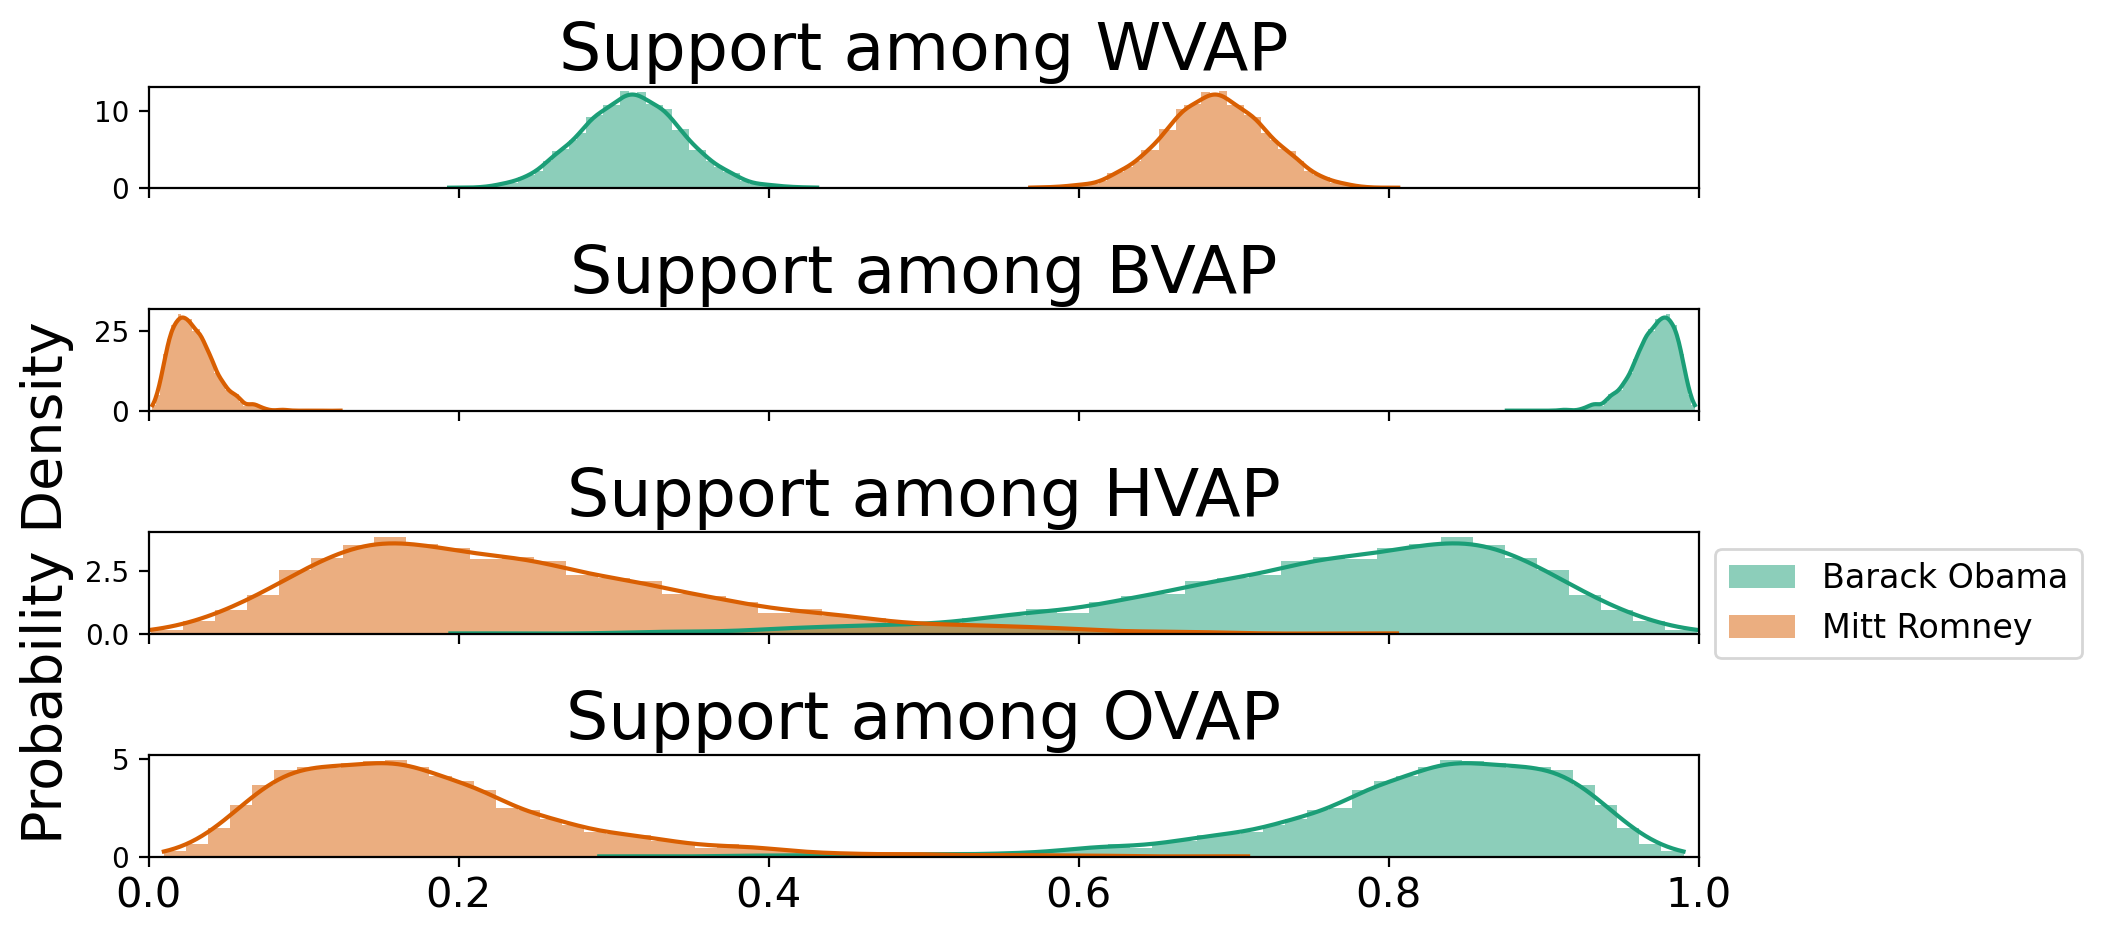 Support among WVAP
10
0
Support among BVAP
25
0
Support among HVAP
2.5
0.0
Support among OVAP
5
0
0.0 0.2 0.4 0.6 0.8 1.0
Probability Density
Barack Obama
Mitt Romney